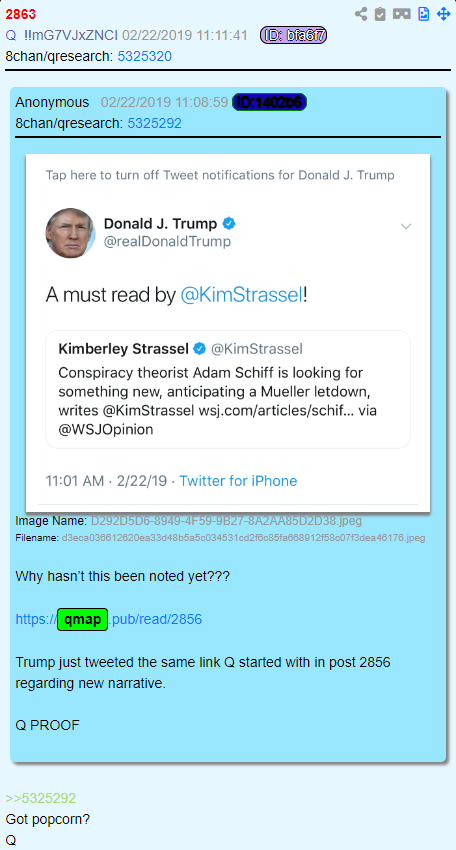 2863
Q !!mG7VJxZNCI 02/22/2019 11:11:41 ID: bfa6f7
8chan/qresearch: 5325320
Anonymous 02/22/2019 11:08:59 ID:1402b6
8chan/qresearch: 5325292
Tap here to turn off Tweet notifications for Donald J. Trump
Donald J. Trump
@realDonaldTrump
A must read by @KimStrassel!
Kimberley Strassel @KimStrassel
Conspiracy theorist Adam Schiff is looking for
something new, anticipating a Mueller letdown,
writes @KimStrassel wsj.com/articles/schif... via
@WSJOpinion
11:01 AM · 2/22/19 · Twitter for iPhone
Image Name: D292D5D6-8949-4F59-9B27-8A2AA85D2D38.jpeg
Filename: d3eca036612620ea33d48b5a5c034531cd2f6c85fa668912f58c07f3dea46176.jpeg
Why hasn't this been noted yet???
https://qmap.pub/read/2856
Trump just tweeted the same link Q started with in post 2856
regarding new narrative.
Q PROOF
>>5325292
Got popcorn?
Q